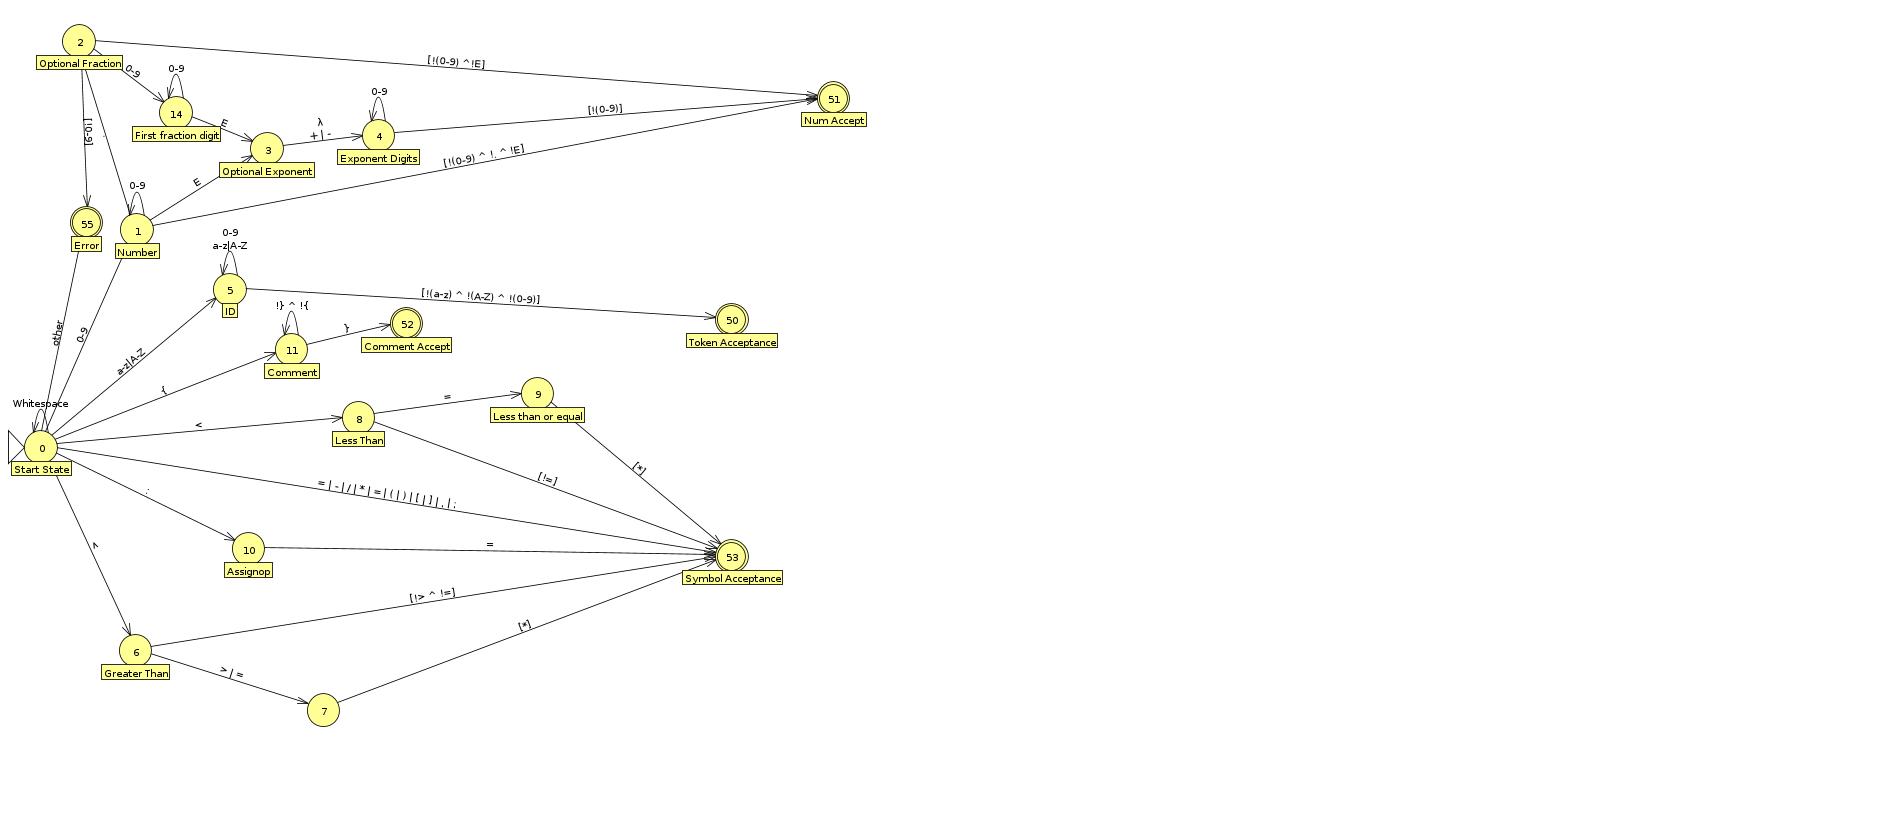 2
Optional Fraction
[!(0-9) ^!E]
0-9
0-9
14
First fraction digit
E
[!0-9]
.
3
Optional Exponent
λ
+ | -
0-9
4
Exponent Digits
[!(0-9)]
51
Num Accept
[!(0-9) ^ !. ^ !E]
E
0-9
1
Number
55
Error
0-9
a-z|A-Z
5
ID
[!(a-z) ^ !(A-Z) ^ !(0-9)]
50
Token Acceptance
!} ^ !{
11
Comment
}
52
Comment Accept
other
0-9
a-z|A-Z
{
Whitespace
0
Start State
<
8
Less Than
=
9
Less than or equal
[*]
[!=]
= | - | / | * | = | ( | ) | [ | ] | , | ;
:
10
Assignop
=
53
Symbol Acceptance
>
6
Greater Than
[!> ^ !=]
> | =
7
[*]